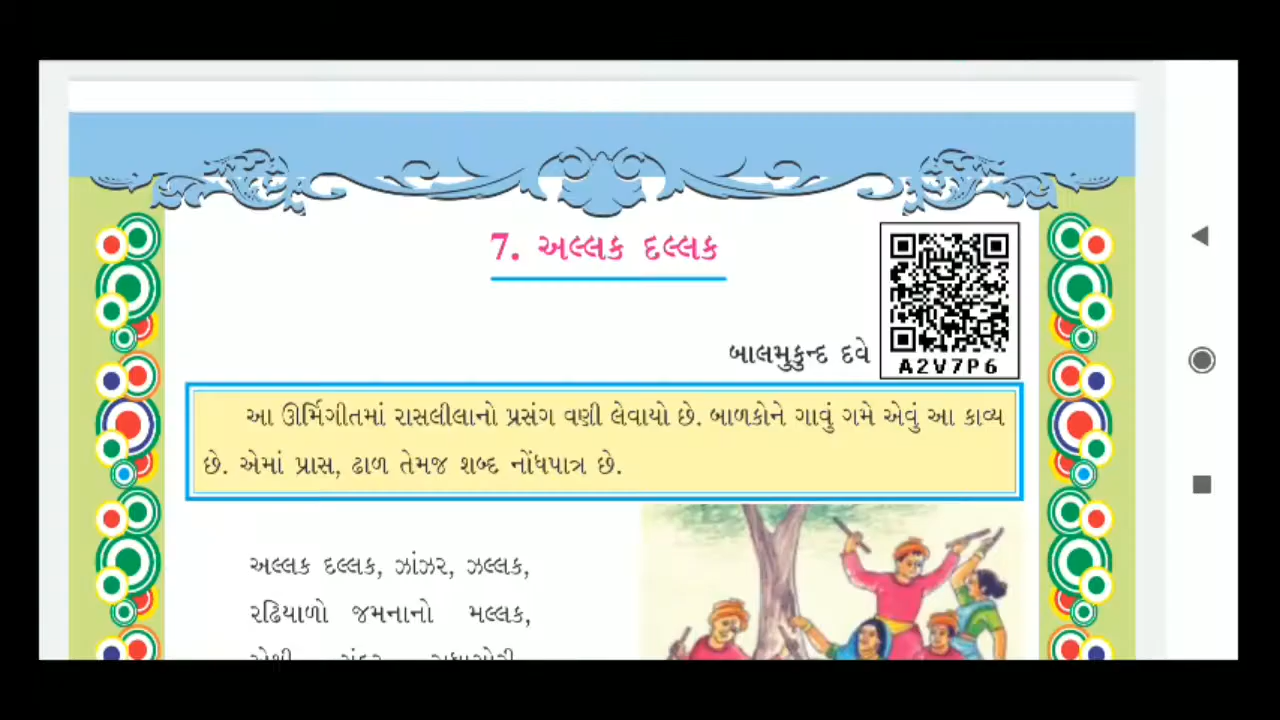 7. અલ્લક દલ્લક
બાલમુકુન્દ દવે
A2V7P6
આ ઊર્મિગીતમાં રાસલીલાનો પ્રસંગ વણી લેવાયો છે. બાળકોને ગાવું ગમે એવું આ કાવ્ય
છે. એમાં પ્રાસ, ઢાળ તેમજ શબ્દ નોંધપાત્ર છે.
અલ્લક દલ્લક, ઝાંઝર, ઝલ્લક,
રઢિયાળો જમનાનો મલ્લક,